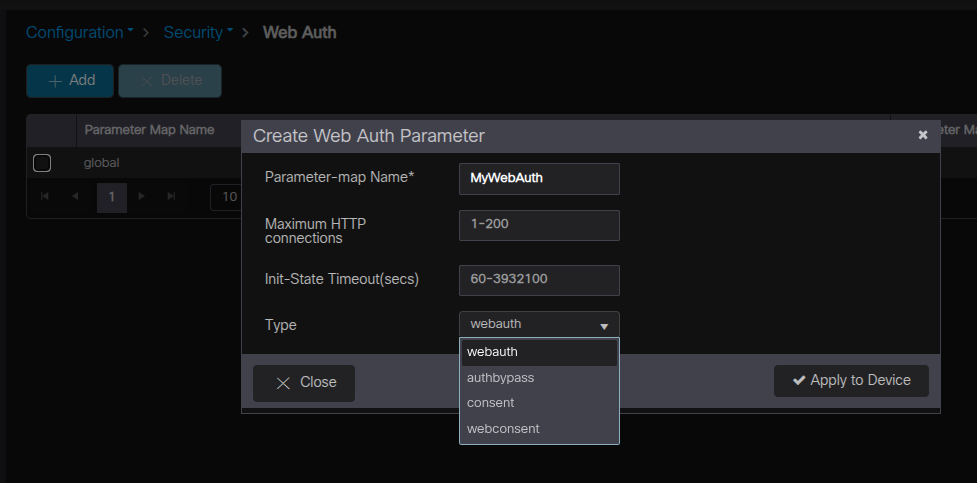 Configuration > Security > Web Auth
+ Add
× Delete
Parameter Map Name
global
1
10
Create Web Auth Parameter
×
Parameter-map Name*
MyWebAuth
Maximum HTTP
connections
1-200
Init-State Timeout(secs)
60-3932100
Type
webauth
webauth
authbypass
consent
webconsent
× Close
✔ Apply to Device